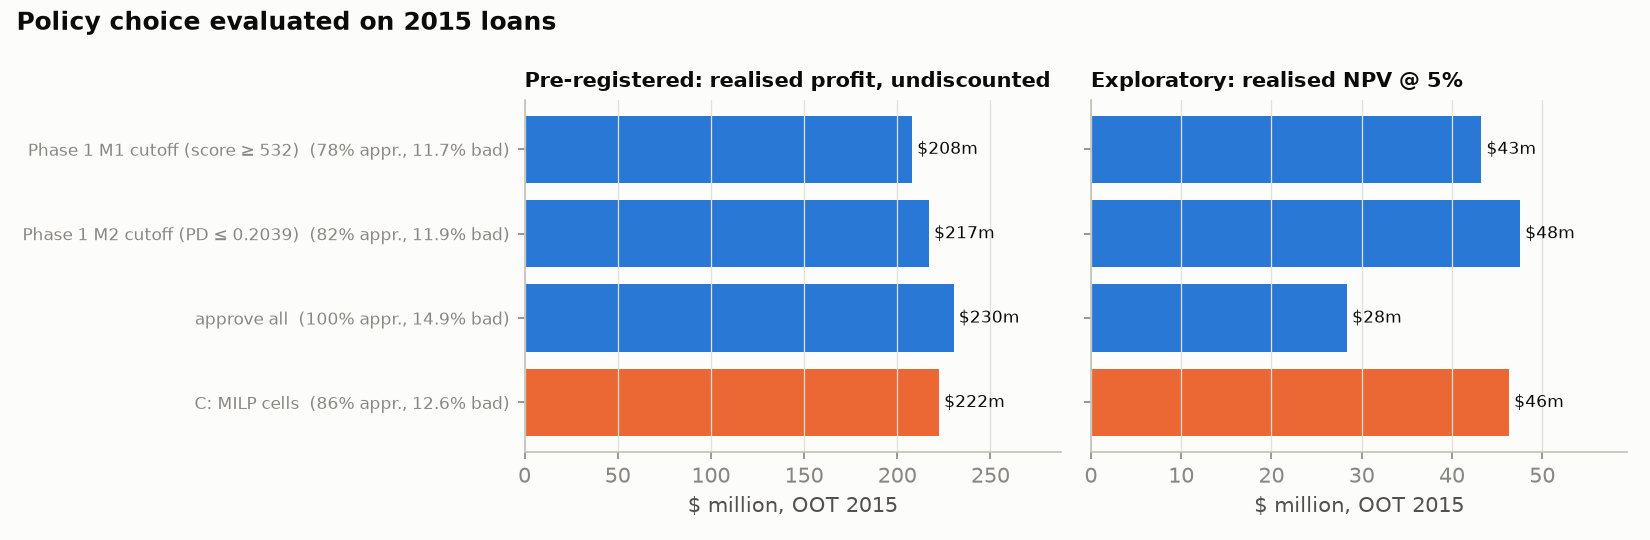 Policy choice evaluated on 2015 loans
Pre-registered: realised profit, undiscounted
Exploratory: realised NPV @ 5%
Phase 1 M1 cutoff (score ≥ 532)  (78% appr., 11.7% bad)
$208m
$43m
Phase 1 M2 cutoff (PD ≤ 0.2039)  (82% appr., 11.9% bad)
$217m
$48m
approve all  (100% appr., 14.9% bad)
$230m
$28m
C: MILP cells  (86% appr., 12.6% bad)
$222m
$46m
0 50 100 150 200 250
0 10 20 30 40 50
$ million, OOT 2015
$ million, OOT 2015